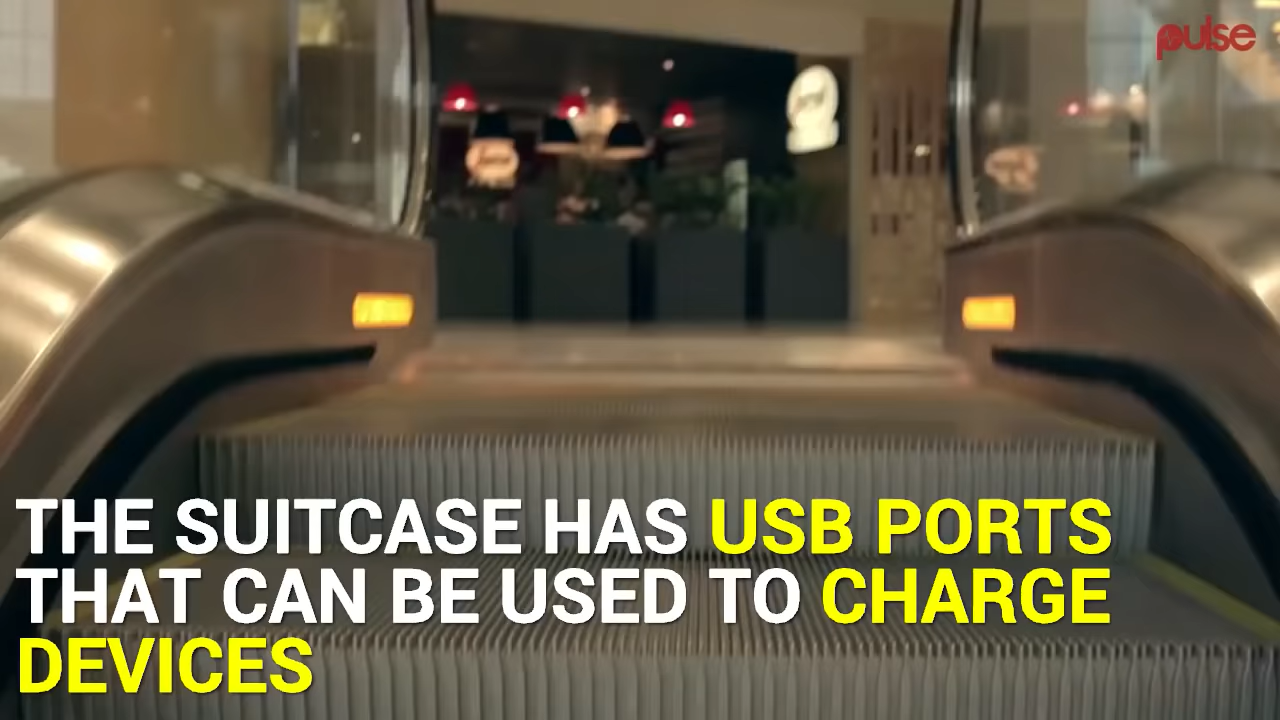 pulse
THE SUITCASE HAS USB PORTS
THAT CAN BE USED TO CHARGE
DEVICES